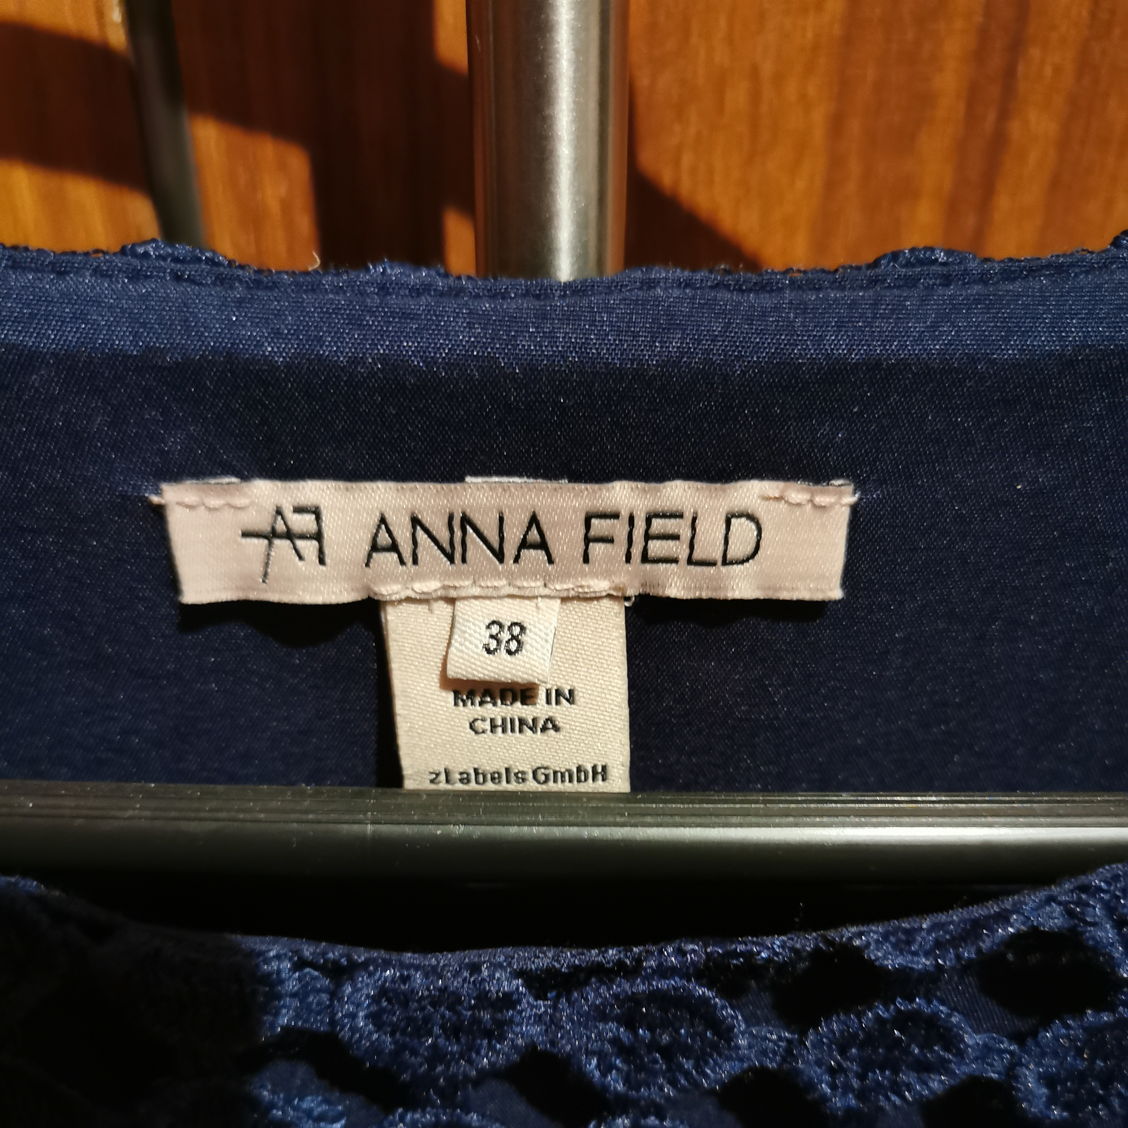 AF ANNA FIELD
38
MADE IN
CHINA
zLabels GmbH